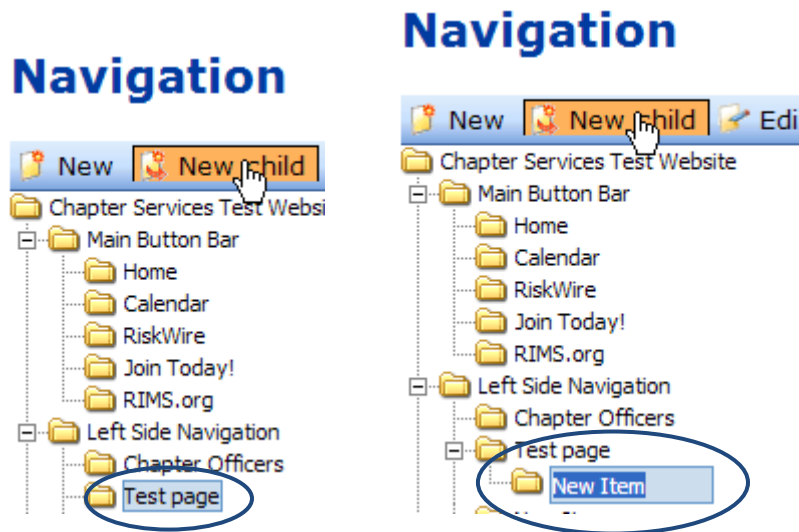 Navigation
New New child
Chapter Services Test Websi
Main Button Bar
Home
Calendar
RiskWire
Join Today!
RIMS.org
Left Side Navigation
Chapter Officers
Test page
Navigation
New New child Edi
Chapter Services Test Website
Main Button Bar
Home
Calendar
RiskWire
Join Today!
RIMS.org
Left Side Navigation
Chapter Officers
Test page
New Item